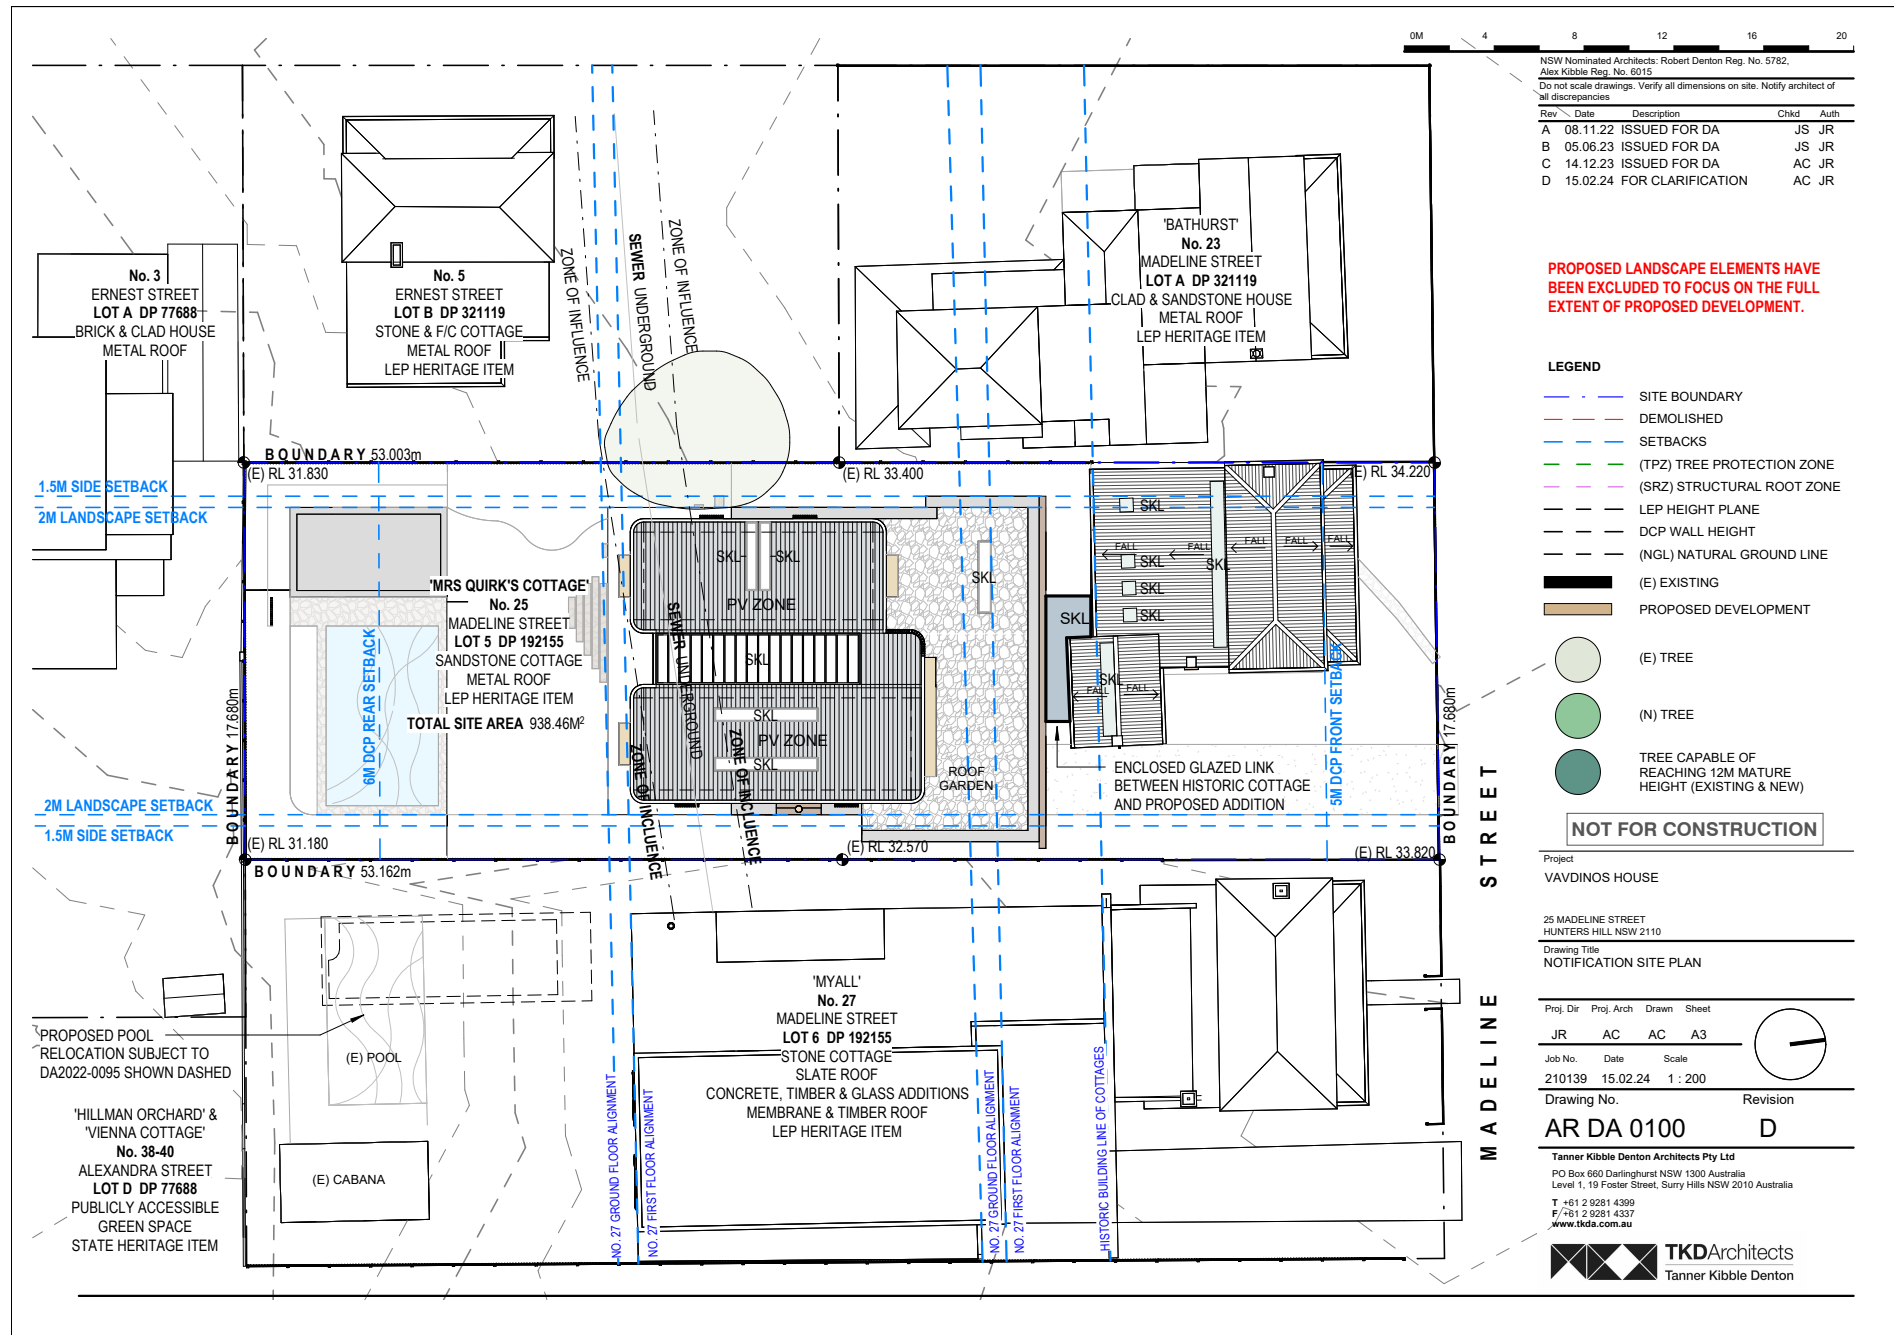 0M 4 8 12 16 20
NSW Nominated Architects: Robert Denton Reg. No. 5782,
Alex Kibble Reg. No. 6015
Do not scale drawings. Verify all dimensions on site. Notify architect of
all discrepancies
Rev Date Description Chkd Auth
A 08.11.22 ISSUED FOR DA JS JR
B 05.06.23 ISSUED FOR DA JS JR
C 14.12.23 ISSUED FOR DA AC JR
D 15.02.24 FOR CLARIFICATION AC JR
PROPOSED LANDSCAPE ELEMENTS HAVE
BEEN EXCLUDED TO FOCUS ON THE FULL
EXTENT OF PROPOSED DEVELOPMENT.
LEGEND
SITE BOUNDARY
DEMOLISHED
SETBACKS
(TPZ) TREE PROTECTION ZONE
(SRZ) STRUCTURAL ROOT ZONE
LEP HEIGHT PLANE
DCP WALL HEIGHT
(NGL) NATURAL GROUND LINE
(E) EXISTING
PROPOSED DEVELOPMENT
(E) TREE
(N) TREE
TREE CAPABLE OF
REACHING 12M MATURE
HEIGHT (EXISTING & NEW)
NOT FOR CONSTRUCTION
Project
VAVDINOS HOUSE
25 MADELINE STREET
HUNTERS HILL NSW 2110
Drawing Title
NOTIFICATION SITE PLAN
Proj. Dir Proj. Arch Drawn Sheet
JR AC AC A3
Job No. Date Scale
210139 15.02.24 1 : 200
Drawing No. Revision
AR DA 0100 D
Tanner Kibble Denton Architects Pty Ltd
PO Box 660 Darlinghurst NSW 1300 Australia
Level 1, 19 Foster Street, Surry Hills NSW 2010 Australia
T +61 2 9281 4399
F +61 2 9281 4337
www.tkda.com.au
TKDArchitects
Tanner Kibble Denton
No. 3
ERNEST STREET
LOT A DP 77688
BRICK & CLAD HOUSE
METAL ROOF
No. 5
ERNEST STREET
LOT B DP 321119
STONE & F/C COTTAGE
METAL ROOF
LEP HERITAGE ITEM
ZONE OF INFLUENCE
SEWER UNDERGROUND
ZONE OF INFLUENCE
'BATHURST'
No. 23
MADELINE STREET
LOT A DP 321119
CLAD & SANDSTONE HOUSE
METAL ROOF
LEP HERITAGE ITEM
BOUNDARY 53.003m
(E) RL 31.830
(E) RL 33.400
(E) RL 34.220
1.5M SIDE SETBACK
2M LANDSCAPE SETBACK
'MRS QUIRK'S COTTAGE'
No. 25
MADELINE STREET
LOT 5 DP 192155
SANDSTONE COTTAGE
METAL ROOF
LEP HERITAGE ITEM
TOTAL SITE AREA 938.46M²
6M DCP REAR SETBACK
SKL
SKL
PV ZONE
SKL
SKL
PV ZONE
SKL
SEWER UNDERGROUND
ZONE OF INCLUENCE
ZONE OF INCLUENCE
SKL
ROOF
GARDEN
SKL
SKL
SKL
SKL
SKL
SKL
SKL
FALL
FALL
FALL
FALL
FALL
FALL
FALL
ENCLOSED GLAZED LINK
BETWEEN HISTORIC COTTAGE
AND PROPOSED ADDITION
5M DCP FRONT SETBACK
BOUNDARY 17.680m
BOUNDARY 17.680m
MADELINE STREET
2M LANDSCAPE SETBACK
1.5M SIDE SETBACK
(E) RL 31.180
(E) RL 32.570
(E) RL 33.820
BOUNDARY 53.162m
PROPOSED POOL
RELOCATION SUBJECT TO
DA2022-0095 SHOWN DASHED
(E) POOL
(E) CABANA
'HILLMAN ORCHARD' &
'VIENNA COTTAGE'
No. 38-40
ALEXANDRA STREET
LOT D DP 77688
PUBLICLY ACCESSIBLE
GREEN SPACE
STATE HERITAGE ITEM
'MYALL'
No. 27
MADELINE STREET
LOT 6 DP 192155
STONE COTTAGE
SLATE ROOF
CONCRETE, TIMBER & GLASS ADDITIONS
MEMBRANE & TIMBER ROOF
LEP HERITAGE ITEM
NO. 27 GROUND FLOOR ALIGNMENT
NO. 27 FIRST FLOOR ALIGNMENT
NO. 27 GROUND FLOOR ALIGNMENT
NO. 27 FIRST FLOOR ALIGNMENT
HISTORIC BUILDING LINE OF COTTAGES